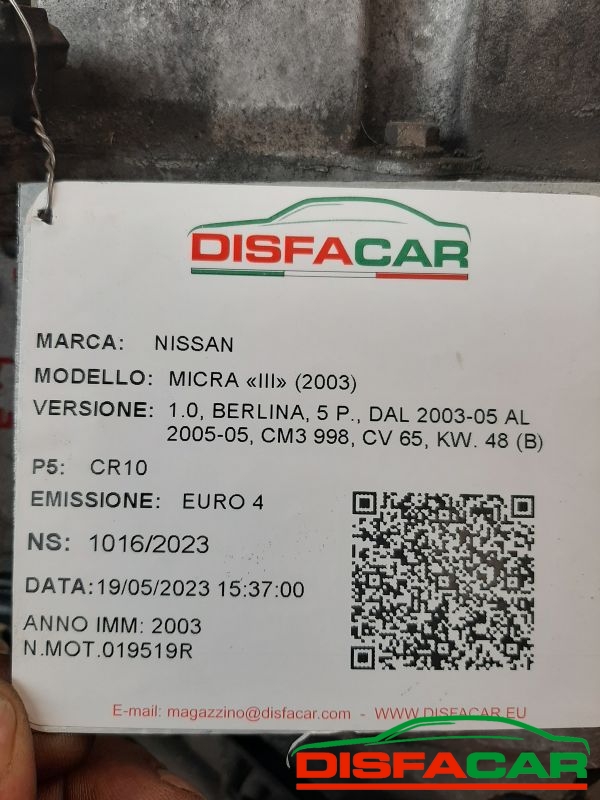 DISFACAR
MARCA: NISSAN
MODELLO: MICRA «III» (2003)
VERSIONE: 1.0, BERLINA, 5 P., DAL 2003-05 AL
2005-05, CM3 998, CV 65, KW. 48 (B)
P5: CR10
EMISSIONE: EURO 4
NS: 1016/2023
DATA:19/05/2023 15:37:00
ANNO IMM: 2003
N.MOT.019519R
E-mail: magazzino@disfacar.com - WWW.DISFACAR.EU
DISFACAR